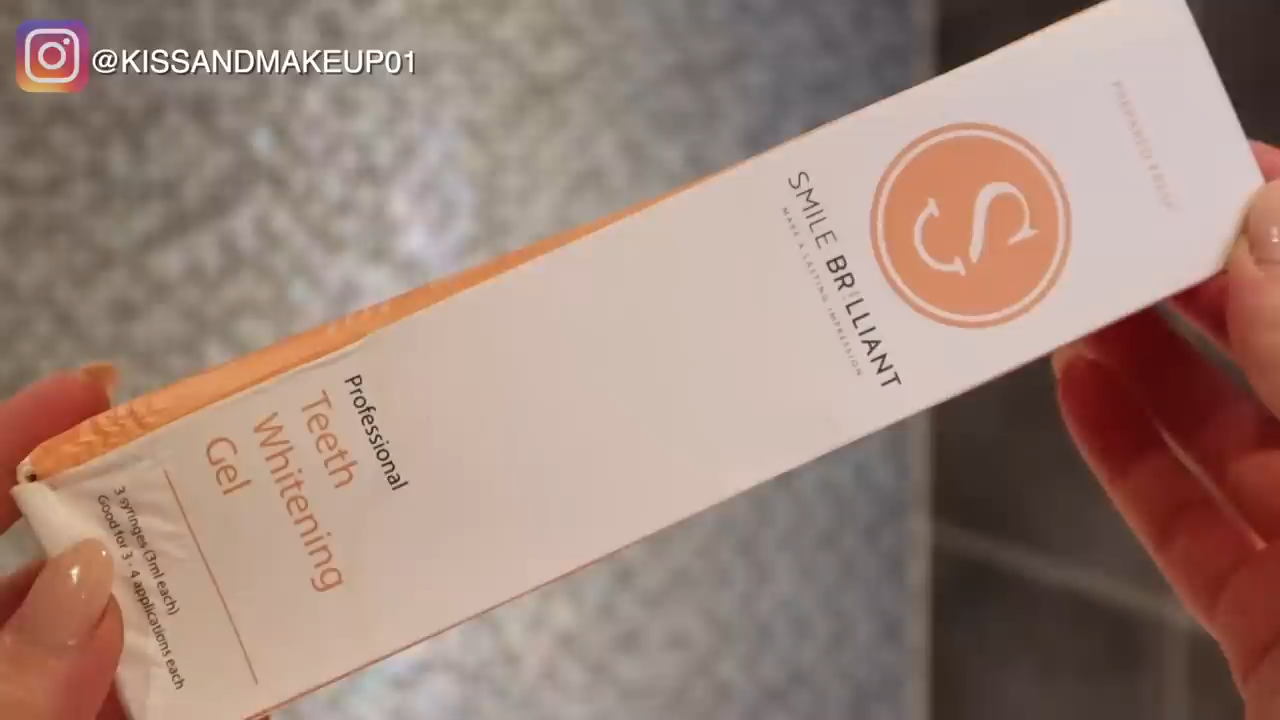 @KISSANDMAKEUP01
S
SMILE BRILLIANT
MAKE A LASTING IMPRESSION
Professional
Teeth
Whitening
Gel
3 syringes (3ml each)
Good for 3 - 4 applications each